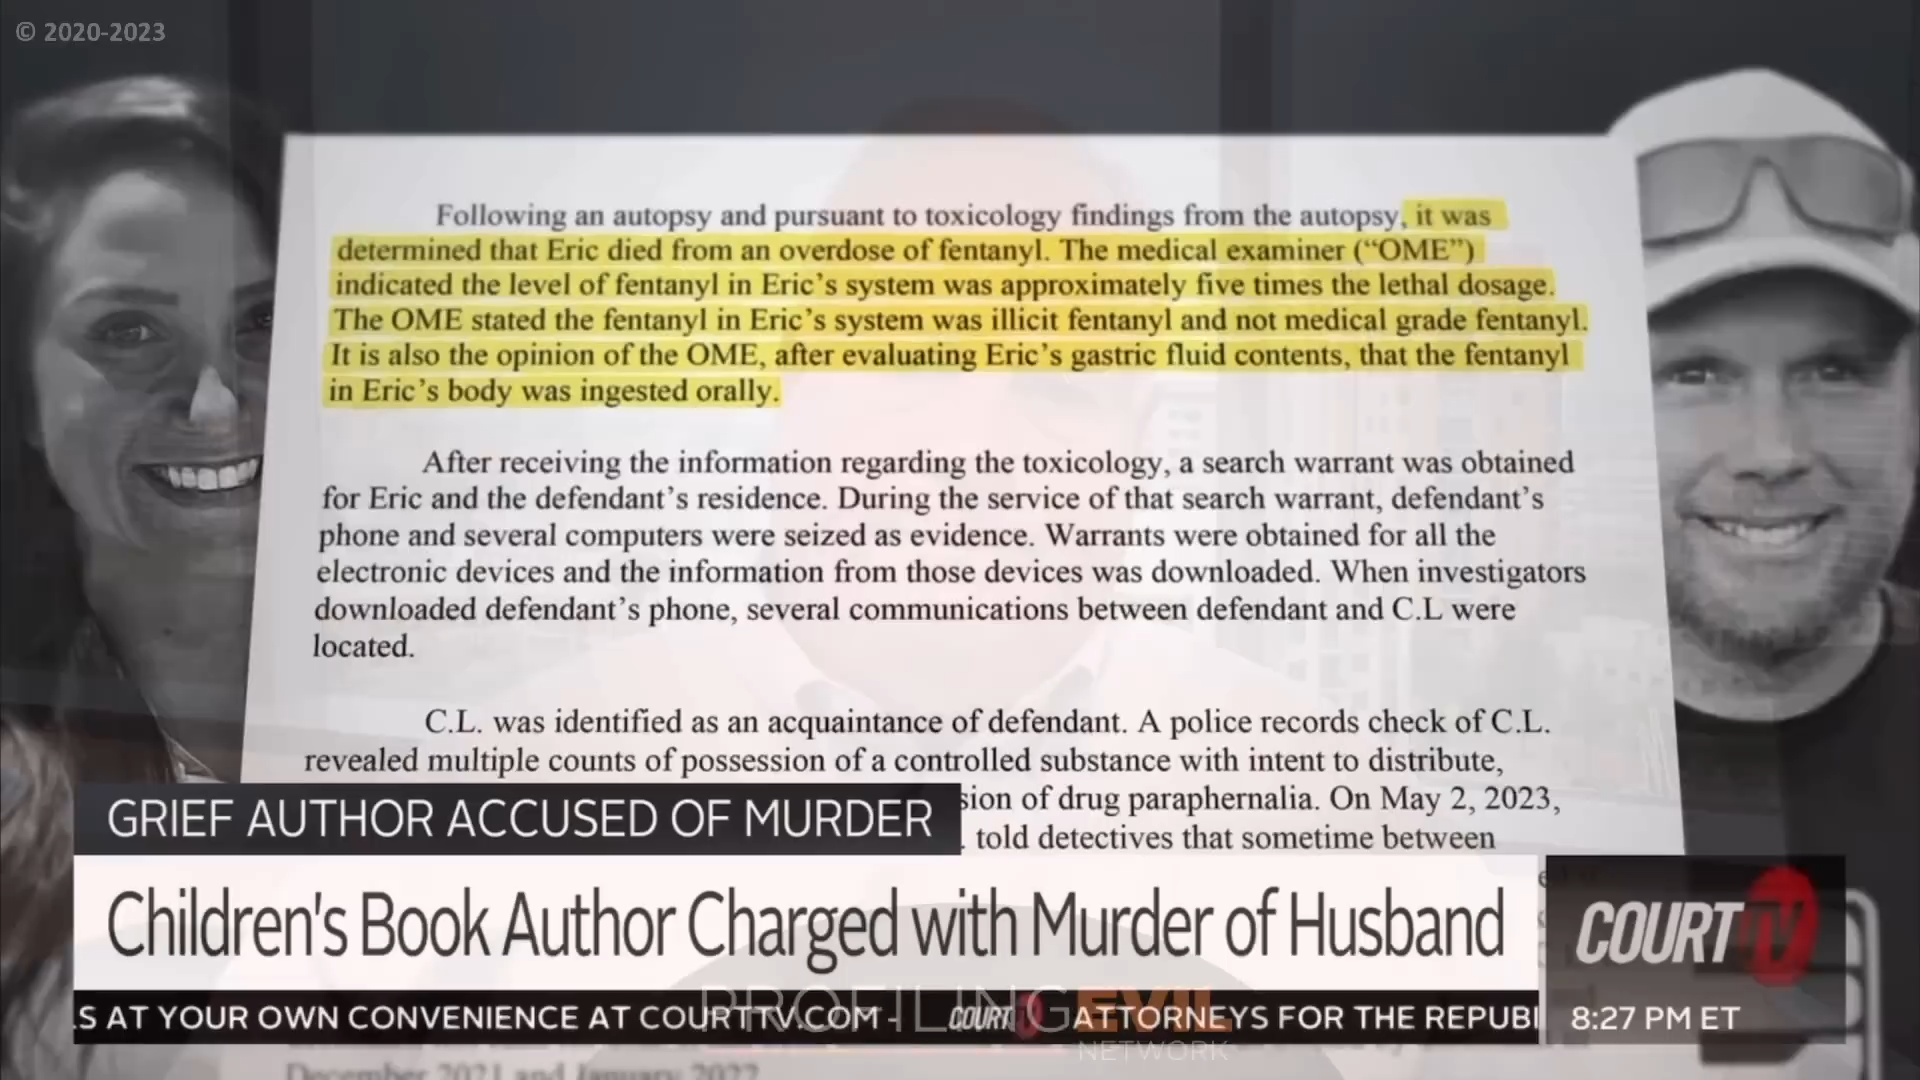 © 2020-2023
Following an autopsy and pursuant to toxicology findings from the autopsy, it was
determined that Eric died from an overdose of fentanyl. The medical examiner (“OME”)
indicated the level of fentanyl in Eric’s system was approximately five times the lethal dosage.
The OME stated the fentanyl in Eric’s system was illicit fentanyl and not medical grade fentanyl.
It is also the opinion of the OME, after evaluating Eric’s gastric fluid contents, that the fentanyl
in Eric’s body was ingested orally.
After receiving the information regarding the toxicology, a search warrant was obtained
for Eric and the defendant’s residence. During the service of that search warrant, defendant’s
phone and several computers were seized as evidence. Warrants were obtained for all the
electronic devices and the information from those devices was downloaded. When investigators
downloaded defendant’s phone, several communications between defendant and C.L were
located.
C.L. was identified as an acquaintance of defendant. A police records check of C.L.
revealed multiple counts of possession of a controlled substance with intent to distribute,
sion of drug paraphernalia. On May 2, 2023,
. told detectives that sometime between
GRIEF AUTHOR ACCUSED OF MURDER
Children's Book Author Charged with Murder of Husband
COURT TV
S AT YOUR OWN CONVENIENCE AT COURTTV.COM - COURT TV ATTORNEYS FOR THE REPUBI
8:27 PM ET
PROFILING EVIL
NETWORK
December 2021 and January 2022